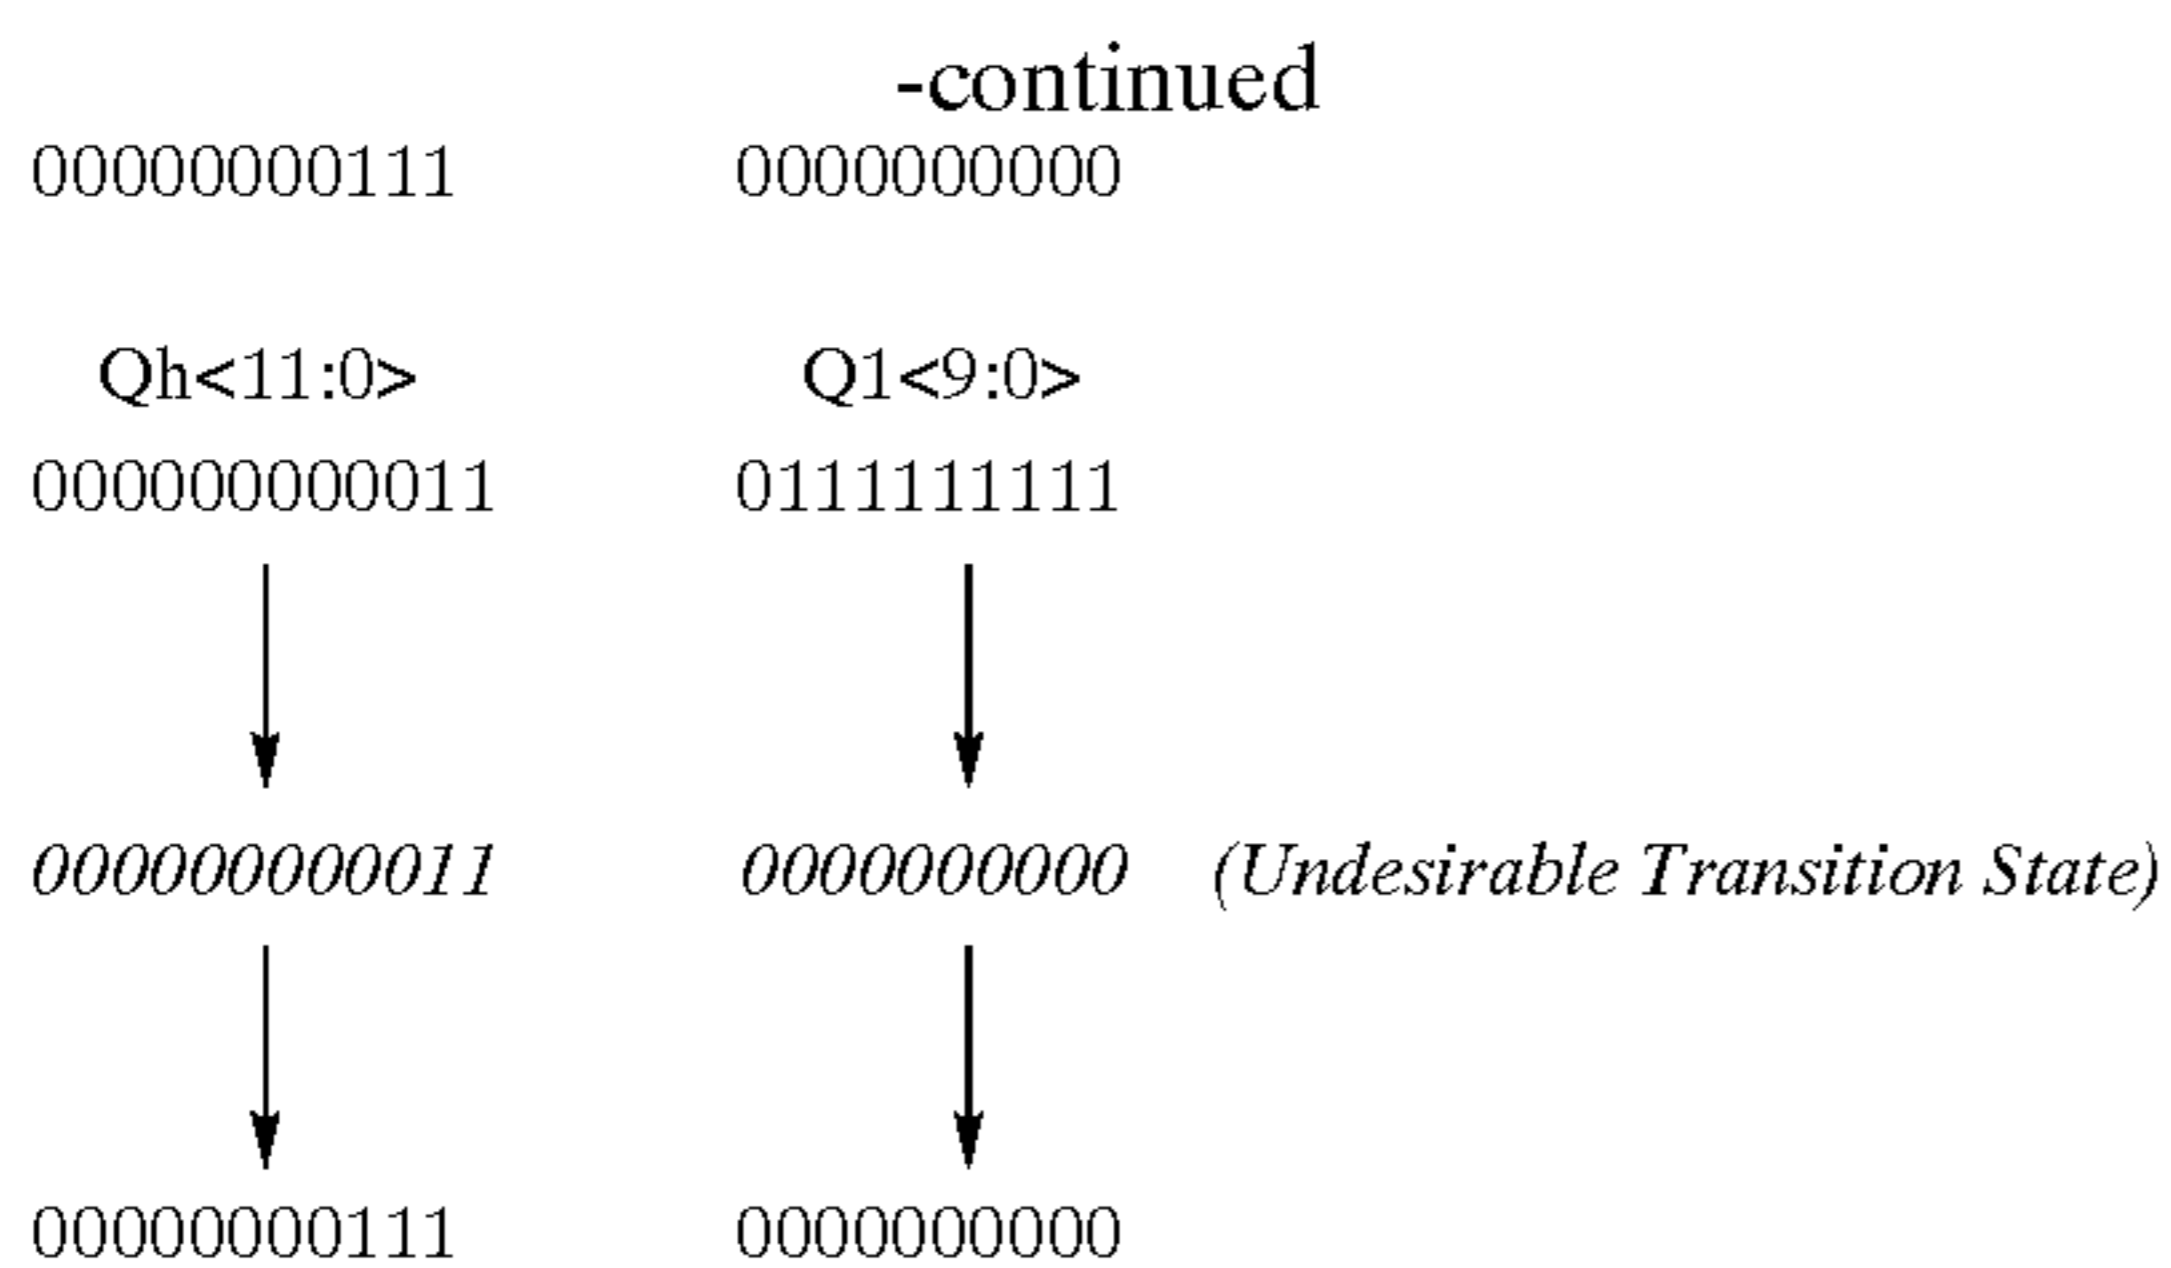 -continued
00000000111 0000000000
Qh<11:0> Q1<9:0>
000000000011 0111111111
000000000011 0000000000 (Undesirable Transition State)
00000000111 0000000000